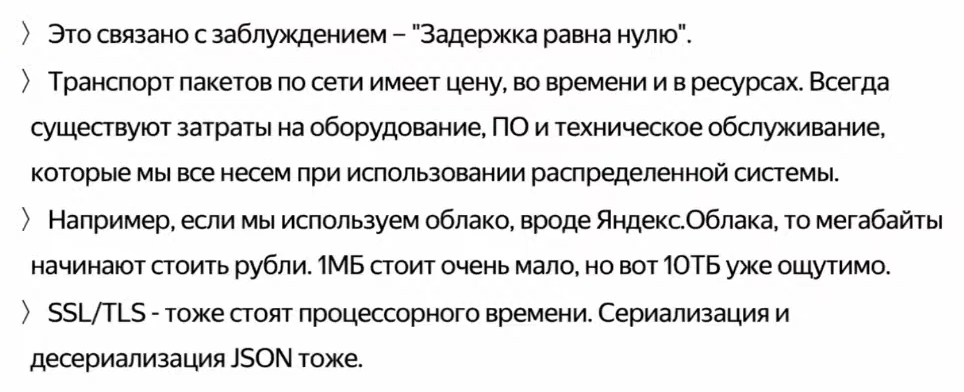 〉 Это связано с заблуждением – "Задержка равна нулю".
〉 Транспорт пакетов по сети имеет цену, во времени и в ресурсах. Всегда
существуют затраты на оборудование, ПО и техническое обслуживание,
которые мы все несем при использовании распределенной системы.
〉 Например, если мы используем облако, вроде Яндекс.Облака, то мегабайты
начинают стоить рубли. 1МБ стоит очень мало, но вот 10ТБ уже ощутимо.
〉 SSL/TLS - тоже стоят процессорного времени. Сериализация и
десериализация JSON тоже.